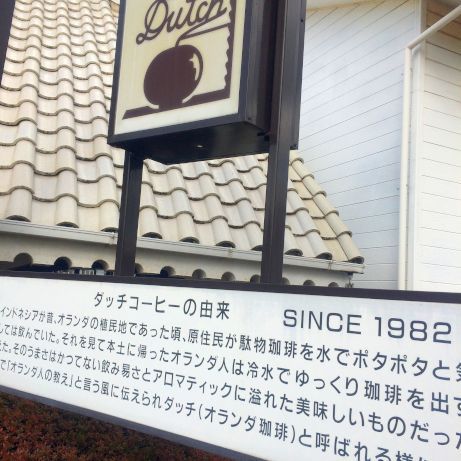 Dutch
ダッチコーヒーの由来 SINCE 1982
インドネシアが昔、オランダの植民地であった頃、原住民が駄物珈琲を水でポタポタと
しては飲んでいた。それを見て本土に帰ったオランダ人は冷水でゆっくり珈琲を出す
た。そのうまさはかつてない飲み易さとアロマティックに溢れた美味しいものだった
で「オランダ人の教え」と言う風に伝えられダッチ(オランダ珈琲)と呼ばれる様に